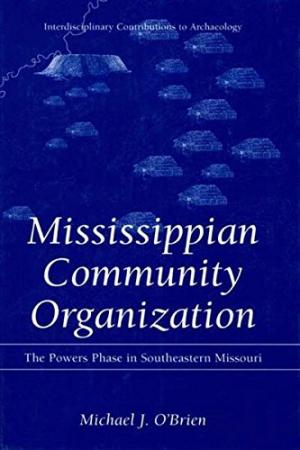 Interdisciplinary Contributions to Archaeology
Mississippian
Community
Organization
The Powers Phase in Southeastern Missouri
Michael J. O'Brien